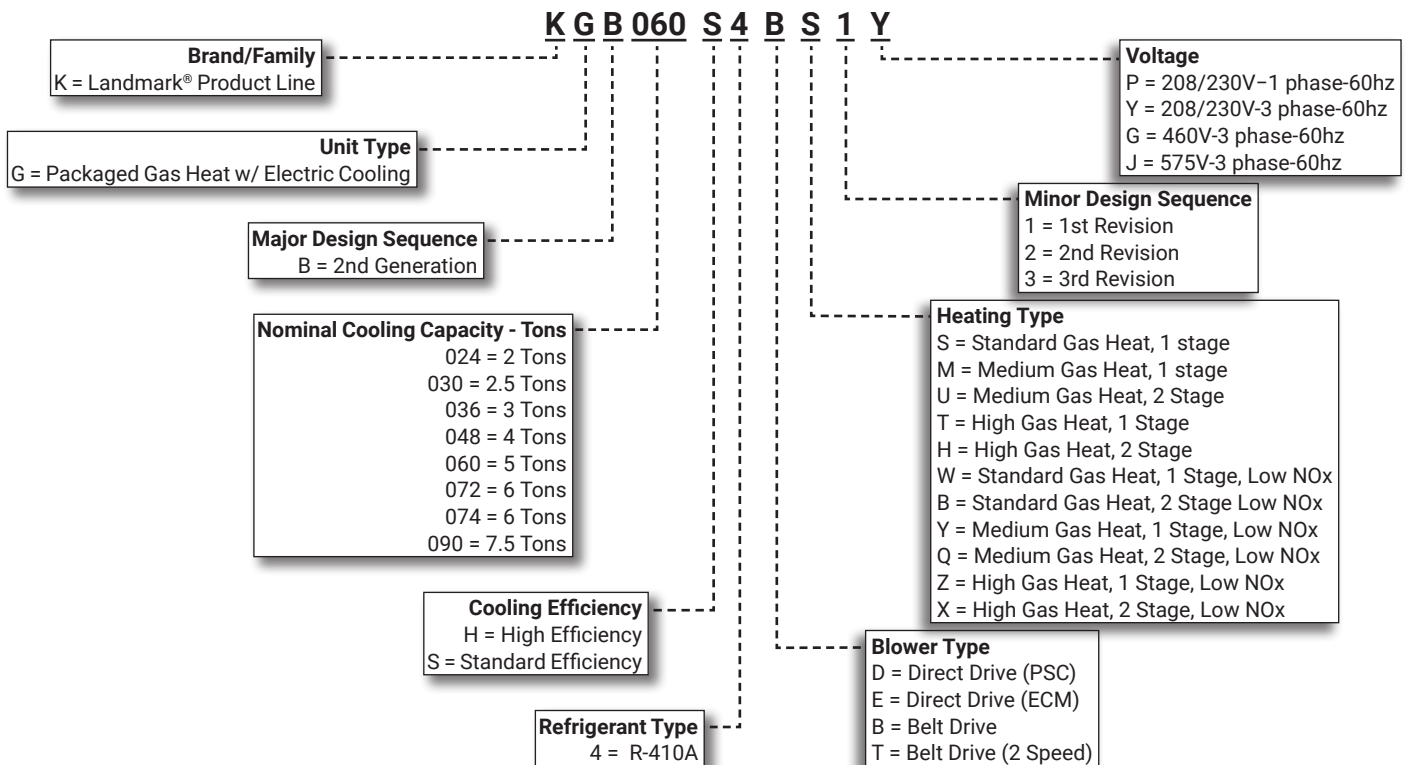 K G B 060 S 4 B S 1 Y
Brand/Family
K = Landmark® Product Line
Unit Type
G = Packaged Gas Heat w/ Electric Cooling
Major Design Sequence
B = 2nd Generation
Nominal Cooling Capacity - Tons
024 = 2 Tons
030 = 2.5 Tons
036 = 3 Tons
048 = 4 Tons
060 = 5 Tons
072 = 6 Tons
074 = 6 Tons
090 = 7.5 Tons
Cooling Efficiency
H = High Efficiency
S = Standard Efficiency
Refrigerant Type
4 = R-410A
Voltage
P = 208/230V−1 phase-60hz
Y = 208/230V-3 phase-60hz
G = 460V-3 phase-60hz
J = 575V-3 phase-60hz
Minor Design Sequence
1 = 1st Revision
2 = 2nd Revision
3 = 3rd Revision
Heating Type
S = Standard Gas Heat, 1 stage
M = Medium Gas Heat, 1 stage
U = Medium Gas Heat, 2 Stage
T = High Gas Heat, 1 Stage
H = High Gas Heat, 2 Stage
W = Standard Gas Heat, 1 Stage, Low NOx
B = Standard Gas Heat, 2 Stage Low NOx
Y = Medium Gas Heat, 1 Stage, Low NOx
Q = Medium Gas Heat, 2 Stage, Low NOx
Z = High Gas Heat, 1 Stage, Low NOx
X = High Gas Heat, 2 Stage, Low NOx
Blower Type
D = Direct Drive (PSC)
E = Direct Drive (ECM)
B = Belt Drive
T = Belt Drive (2 Speed)